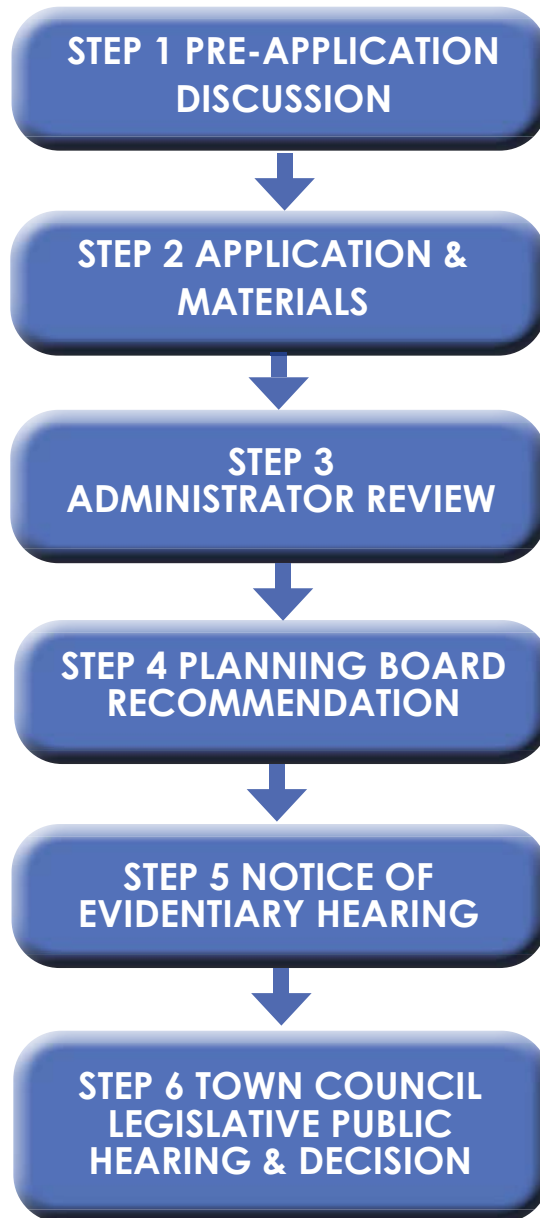 STEP 1 PRE-APPLICATION
DISCUSSION
STEP 2 APPLICATION &
MATERIALS
STEP 3
ADMINISTRATOR REVIEW
STEP 4 PLANNING BOARD
RECOMMENDATION
STEP 5 NOTICE OF
EVIDENTIARY HEARING
STEP 6 TOWN COUNCIL
LEGISLATIVE PUBLIC
HEARING & DECISION